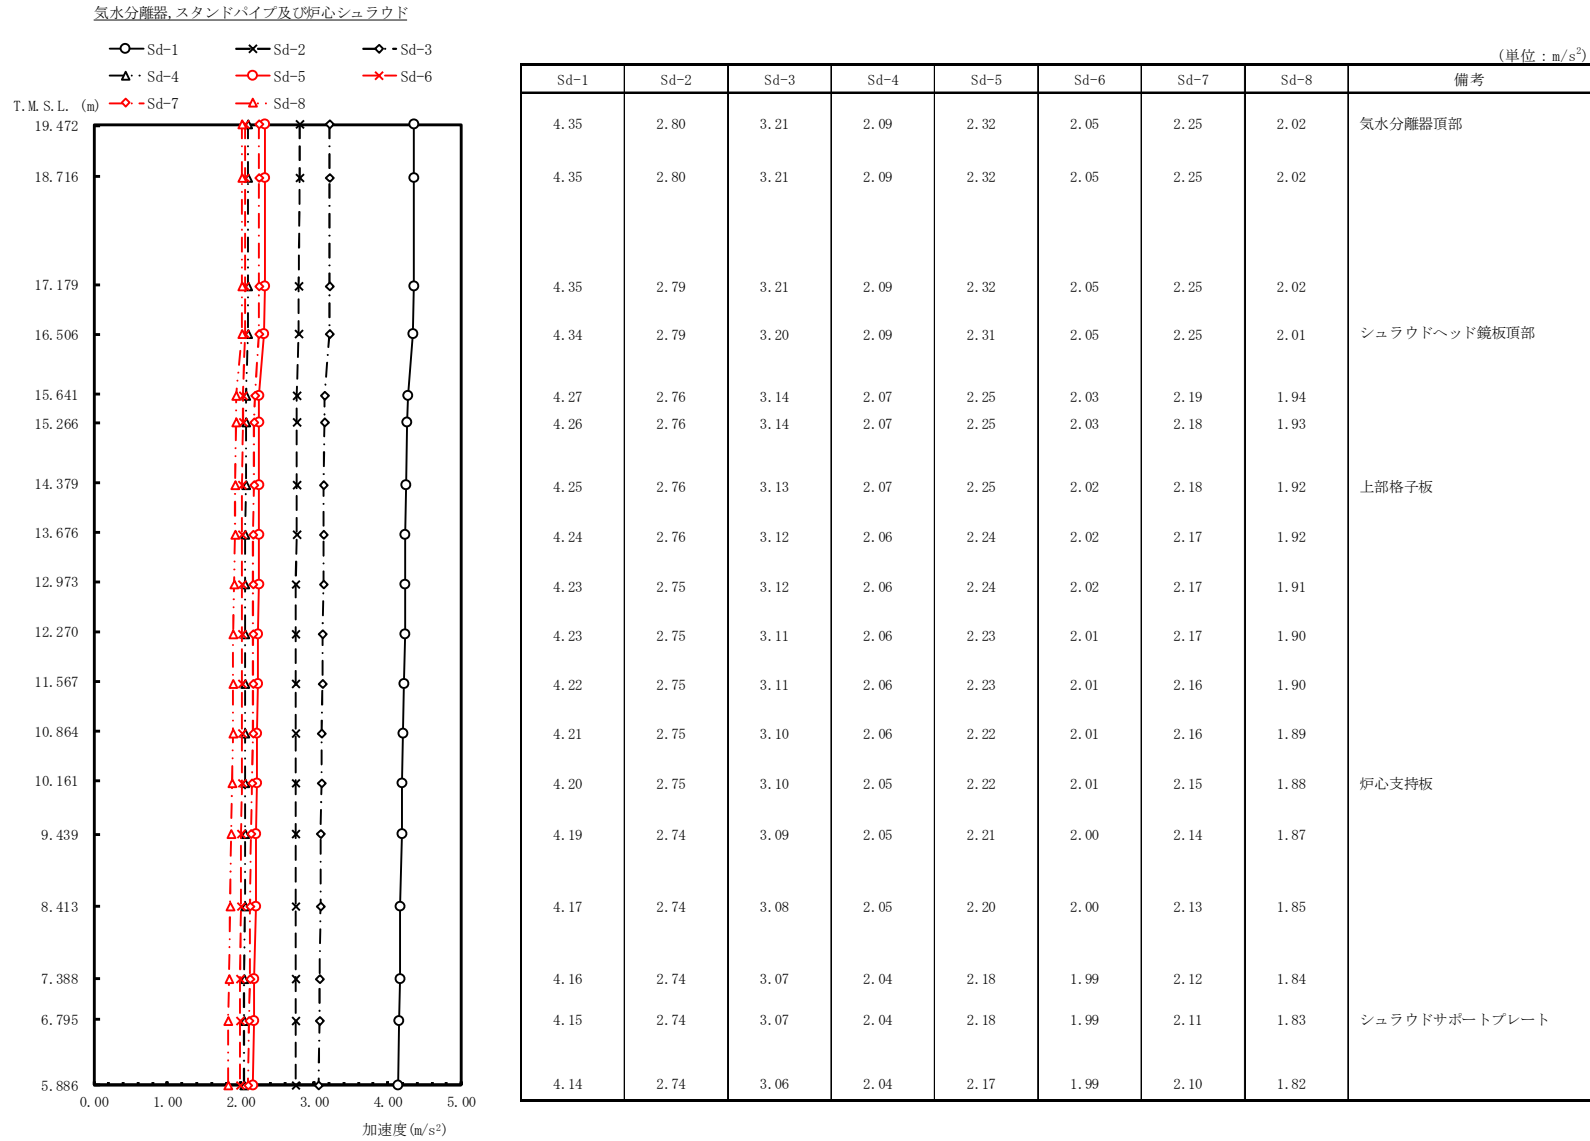 気水分離器,スタンドパイプ及び炉心シュラウド
Sd-1 Sd-2 Sd-3
Sd-4 Sd-5 Sd-6
Sd-7 Sd-8
T.M.S.L. (m)
19.472
18.716
17.179
16.506
15.641
15.266
14.379
13.676
12.973
12.270
11.567
10.864
10.161
9.439
8.413
7.388
6.795
5.886
0.00 1.00 2.00 3.00 4.00 5.00
加速度(m/s²)
(単位：m/s²)
Sd-1 Sd-2 Sd-3 Sd-4 Sd-5 Sd-6 Sd-7 Sd-8 備考
4.35 2.80 3.21 2.09 2.32 2.05 2.25 2.02 気水分離器頂部
4.35 2.80 3.21 2.09 2.32 2.05 2.25 2.02
4.35 2.79 3.21 2.09 2.32 2.05 2.25 2.02
4.34 2.79 3.20 2.09 2.31 2.05 2.25 2.01 シュラウドヘッド鏡板頂部
4.27 2.76 3.14 2.07 2.25 2.03 2.19 1.94
4.26 2.76 3.14 2.07 2.25 2.03 2.18 1.93
4.25 2.76 3.13 2.07 2.25 2.02 2.18 1.92 上部格子板
4.24 2.76 3.12 2.06 2.24 2.02 2.17 1.92
4.23 2.75 3.12 2.06 2.24 2.02 2.17 1.91
4.23 2.75 3.11 2.06 2.23 2.01 2.17 1.90
4.22 2.75 3.11 2.06 2.23 2.01 2.16 1.90
4.21 2.75 3.10 2.06 2.22 2.01 2.16 1.89
4.20 2.75 3.10 2.05 2.22 2.01 2.15 1.88 炉心支持板
4.19 2.74 3.09 2.05 2.21 2.00 2.14 1.87
4.17 2.74 3.08 2.05 2.20 2.00 2.13 1.85
4.16 2.74 3.07 2.04 2.18 1.99 2.12 1.84
4.15 2.74 3.07 2.04 2.18 1.99 2.11 1.83 シュラウドサポートプレート
4.14 2.74 3.06 2.04 2.17 1.99 2.10 1.82